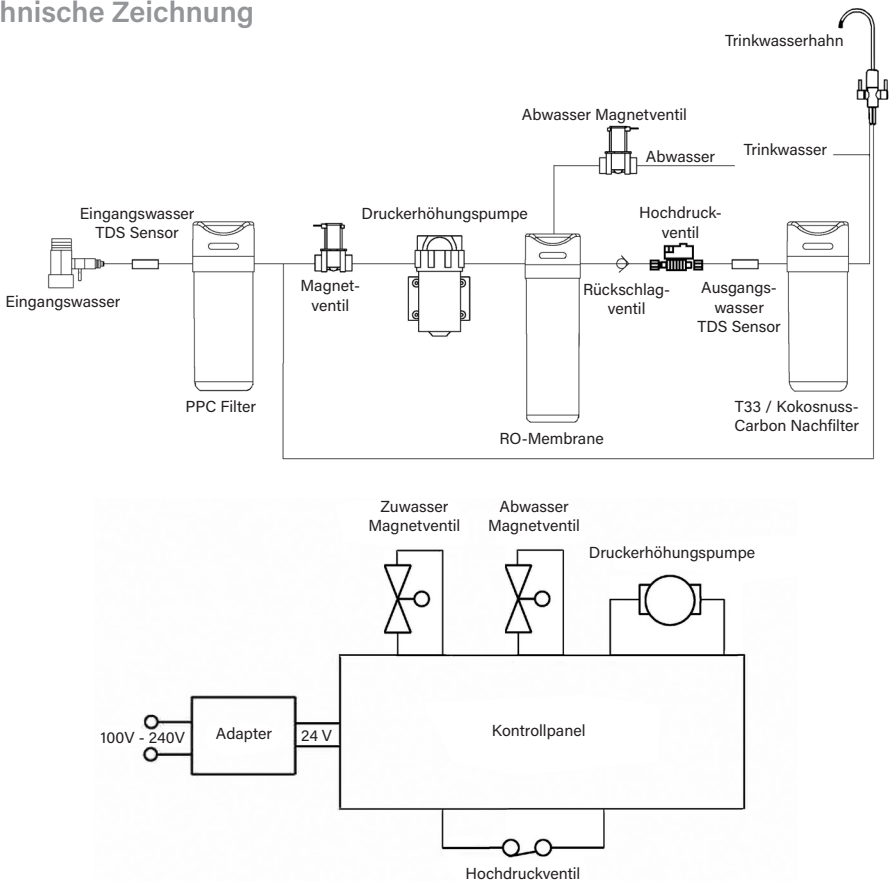 hnische Zeichnung
Trinkwasserhahn
Abwasser Magnetventil
Abwasser
Trinkwasser
Eingangswasser
TDS Sensor
Druckerhöhungspumpe
Hochdruck-
ventil
Eingangswasser
Magnet-
ventil
Rückschlag-
ventil
Ausgangs-
wasser
TDS Sensor
PPC Filter
RO-Membrane
T33 / Kokosnuss-
Carbon Nachfilter
Zuwasser
Magnetventil
Abwasser
Magnetventil
Druckerhöhungspumpe
100V - 240V
Adapter
24 V
Kontrollpanel
Hochdruckventil